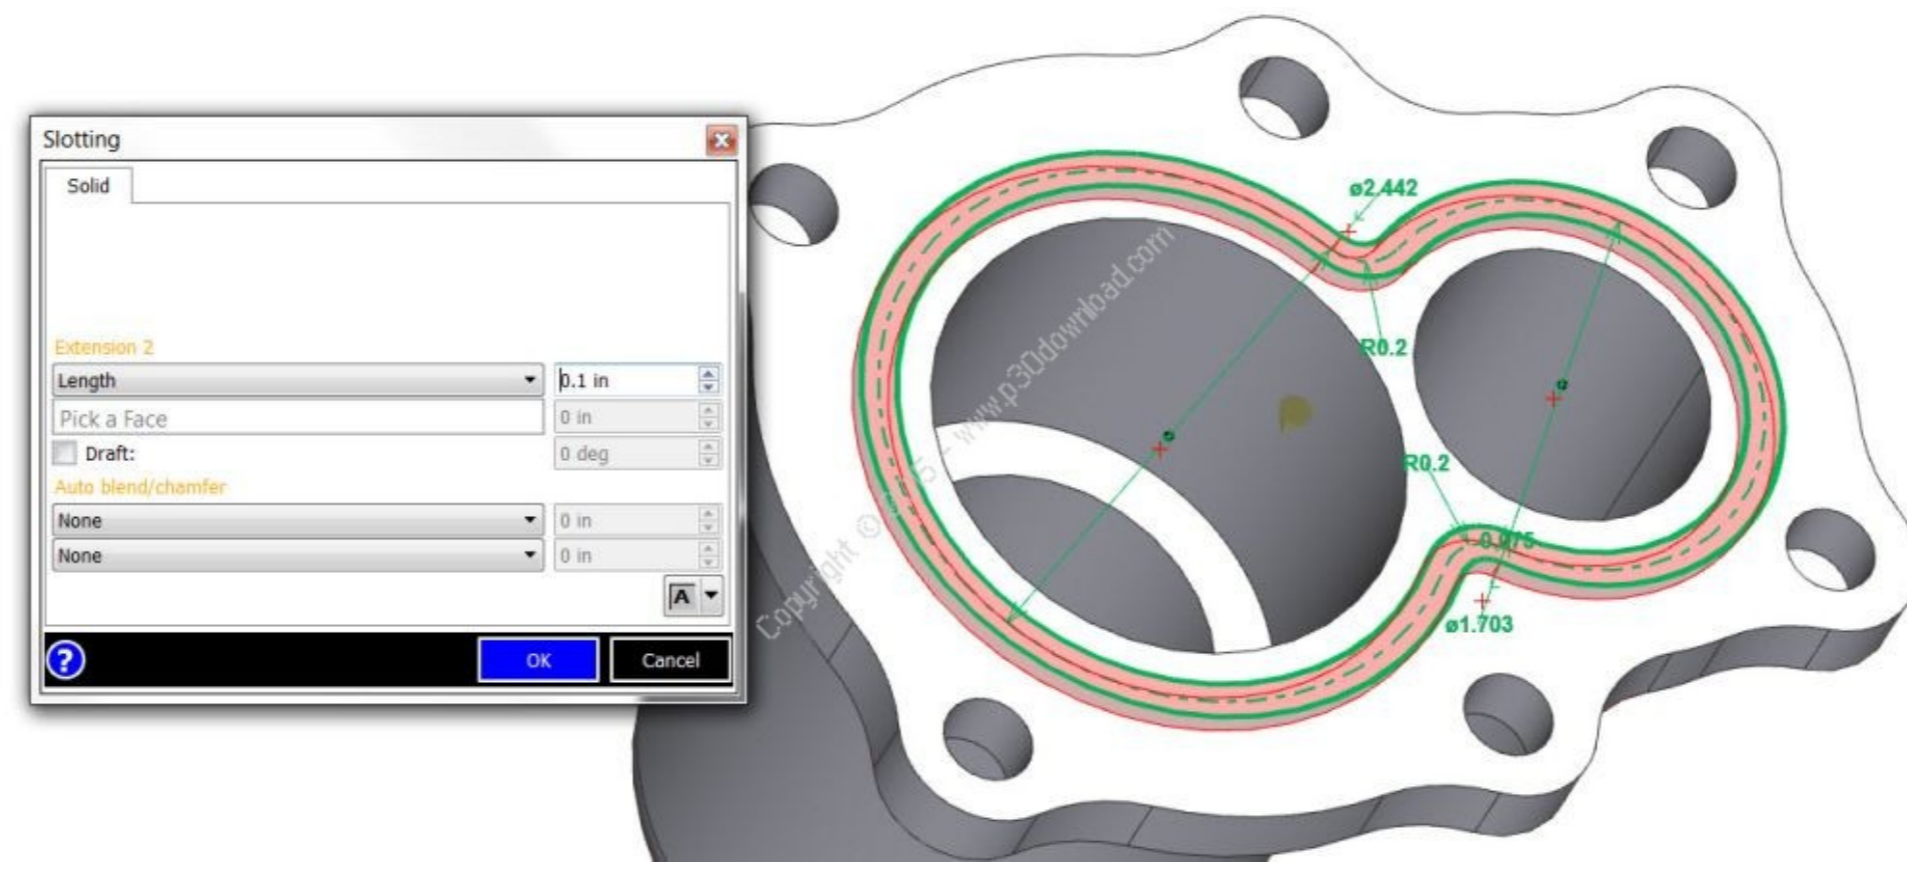 Slotting
Solid
Extension 2
Length
0.1 in
Pick a Face
0 in
Draft:
0 deg
Auto blend/chamfer
None
0 in
None
0 in
A
?
OK
Cancel
ø2.442
R0.2
R0.2
0.075
ø1.703
Copyright © - www.p30download.com